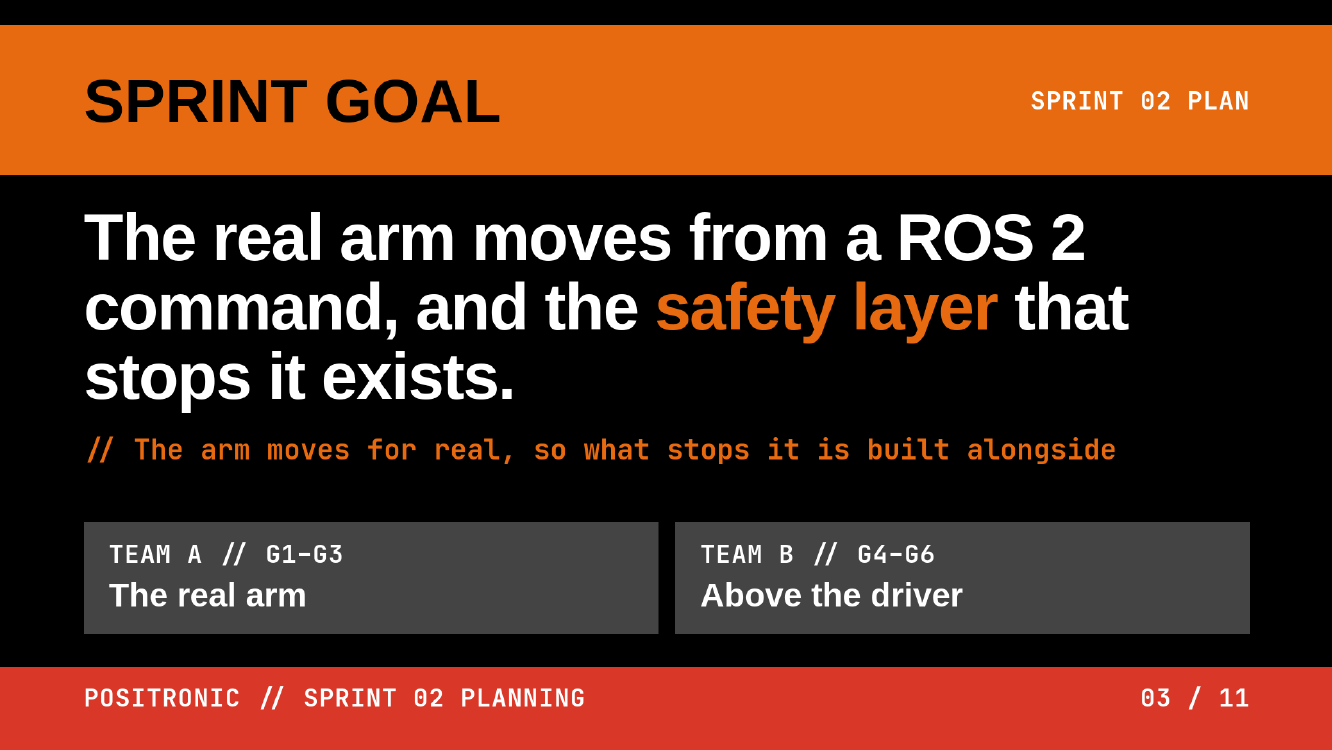 SPRINT GOAL
SPRINT 02 PLAN
The real arm moves from a ROS 2
command, and the safety layer that
stops it exists.
// The arm moves for real, so what stops it is built alongside
TEAM A // G1–G3
The real arm
TEAM B // G4–G6
Above the driver
POSITRONIC // SPRINT 02 PLANNING
03 / 11